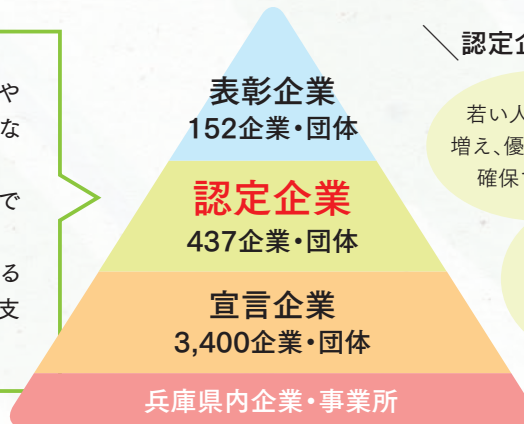 や
な
で
る
支
表彰企業
152企業・団体
認定企業
437企業・団体
宣言企業
3,400企業・団体
兵庫県内企業・事業所
認定企
若い人
増え、優
確保